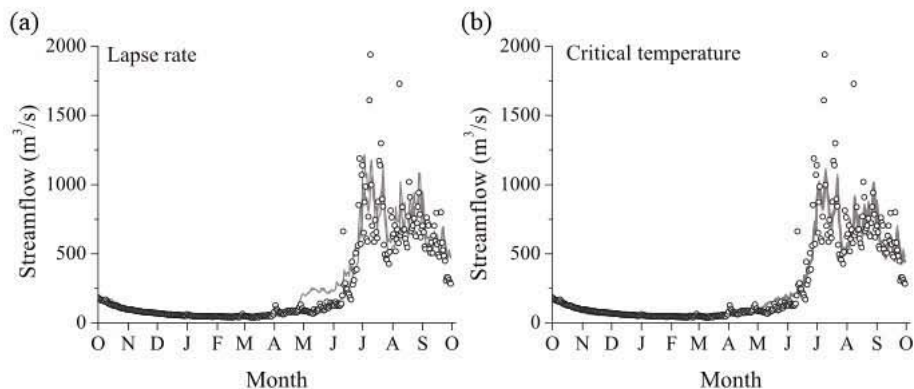 (a)
Lapse rate
Streamflow (m³/s)
2000
1500
1000
500
0
O N D J F M A M J J A S O
Month
(b)
Critical temperature
Streamflow (m³/s)
2000
1500
1000
500
0
O N D J F M A M J J A S O
Month